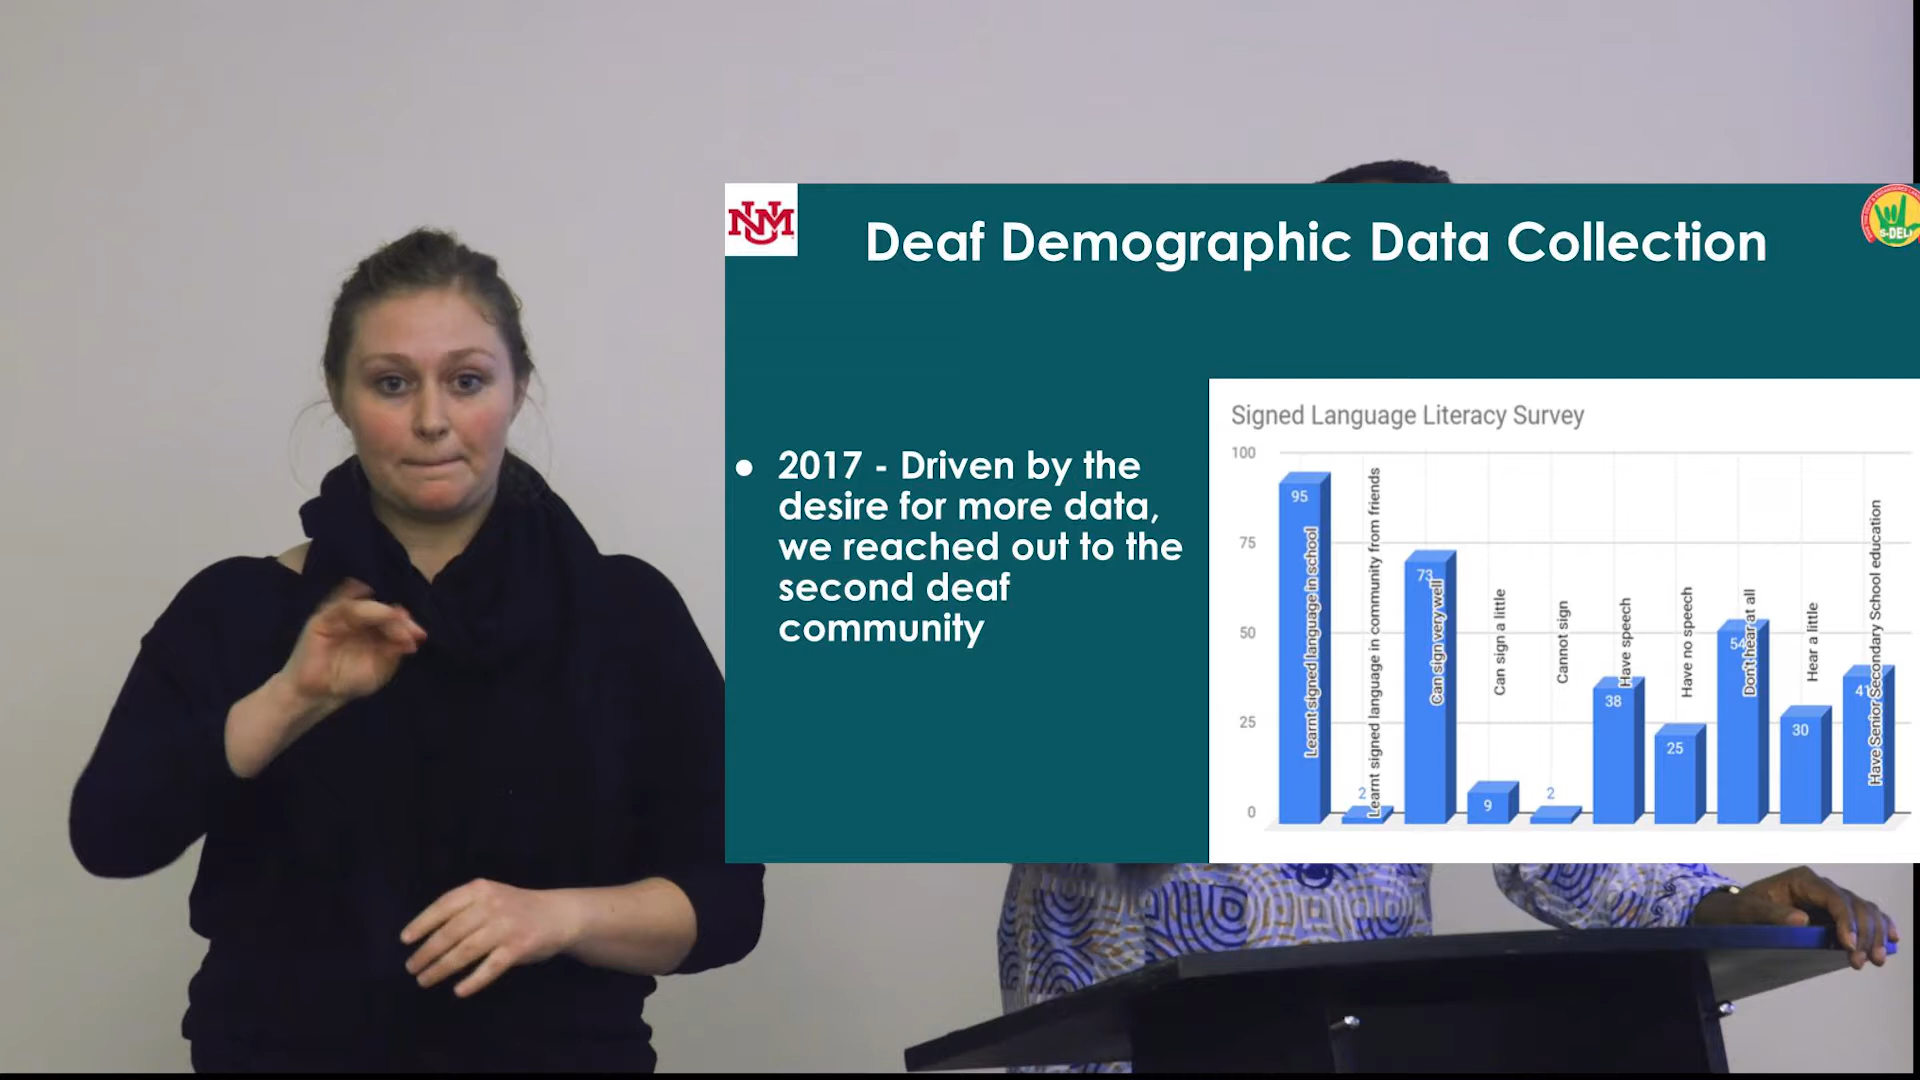 NUM
Deaf Demographic Data Collection
S-DELI
● 2017 - Driven by the
desire for more data,
we reached out to the
second deaf
community
Signed Language Literacy Survey
100
75
50
25
0
95
Learnt signed language in school
2
Learnt signed language in community from friends
73
Can sign very well
9
Can sign a little
2
Cannot sign
38
Have speech
25
Have no speech
54
Don't hear at all
30
Hear a little
41
Have Senior Secondary School education